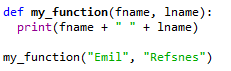 def my_function(fname, lname):
  print(fname + " " + lname)

my_function("Emil", "Refsnes")